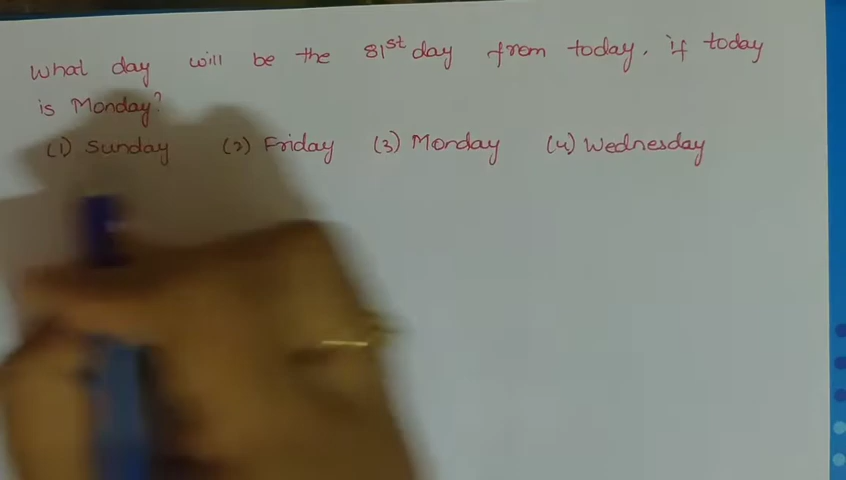 What day will be the 81st day from today, if today
is Monday?
(1) Sunday (2) Friday (3) Monday (4) Wednesday